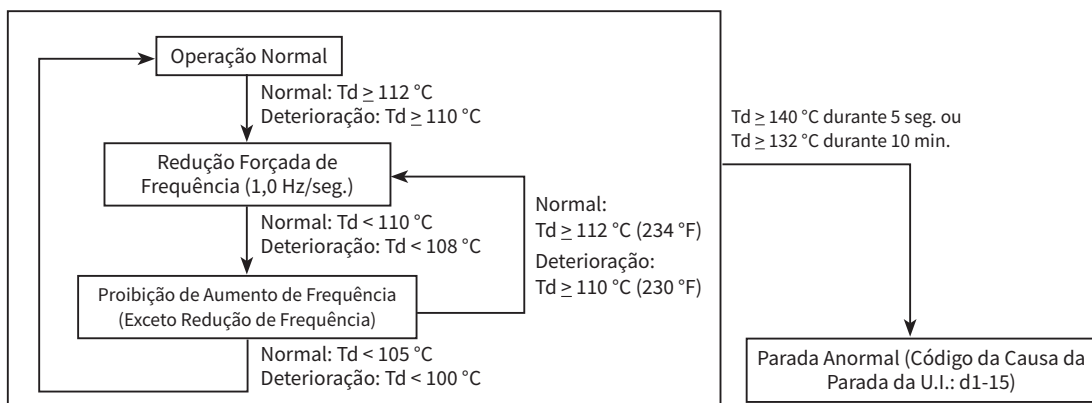 Operação Normal
Normal: Td ≥ 112 °C
Deterioração: Td ≥ 110 °C
Redução Forçada de
Frequência (1,0 Hz/seg.)
Normal: Td < 110 °C
Deterioração: Td < 108 °C
Proibição de Aumento de Frequência
(Exceto Redução de Frequência)
Normal: Td < 105 °C
Deterioração: Td < 100 °C
Normal:
Td ≥ 112 °C (234 °F)
Deterioração:
Td ≥ 110 °C (230 °F)
Td ≥ 140 °C durante 5 seg. ou
Td ≥ 132 °C durante 10 min.
Parada Anormal (Código da Causa da
Parada da U.I.: d1-15)